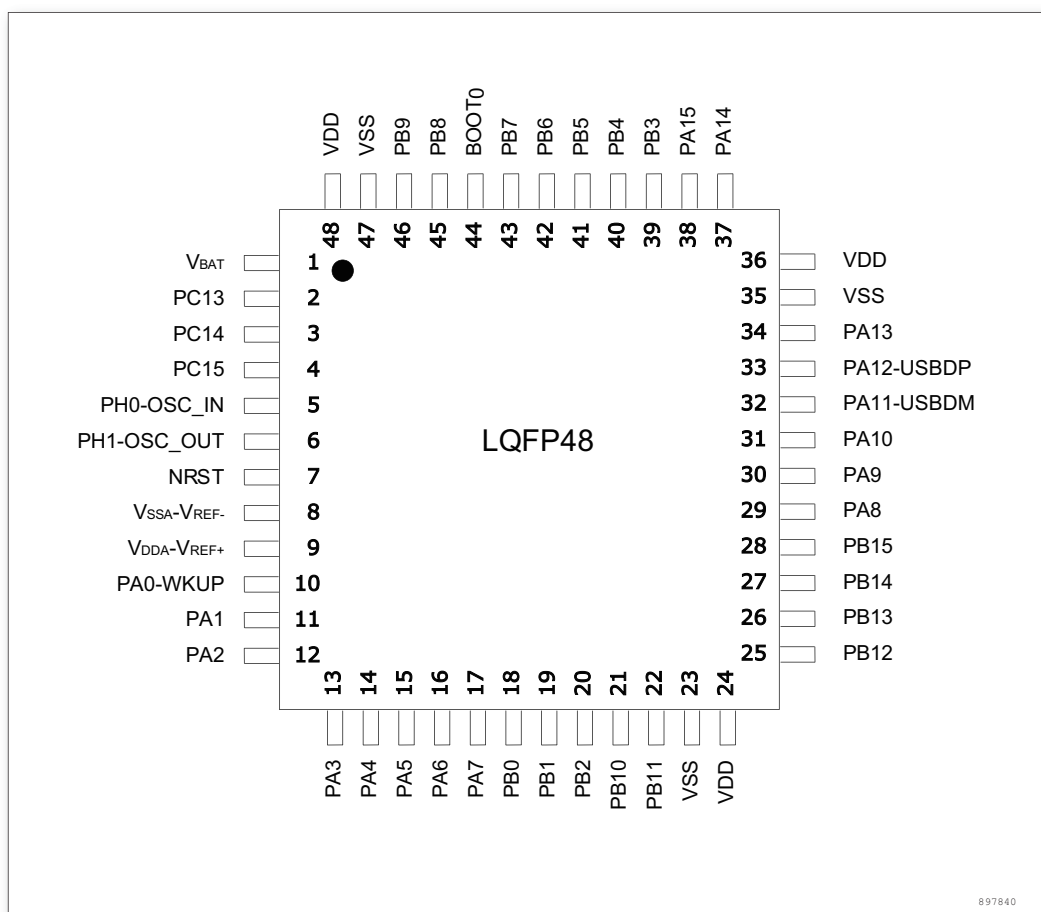 VDD
VSS
PB9
PB8
BOOT0
PB7
PB6
PB5
PB4
PB3
PA15
PA14
48
47
46
45
44
43
42
41
40
39
38
37
VBAT 1
PC13 2
PC14 3
PC15 4
PH0-OSC_IN 5
PH1-OSC_OUT 6
NRST 7
VSSA-VREF- 8
VDDA-VREF+ 9
PA0-WKUP 10
PA1 11
PA2 12
LQFP48
36 VDD
35 VSS
34 PA13
33 PA12-USBDP
32 PA11-USBDM
31 PA10
30 PA9
29 PA8
28 PB15
27 PB14
26 PB13
25 PB12
13
14
15
16
17
18
19
20
21
22
23
24
PA3
PA4
PA5
PA6
PA7
PB0
PB1
PB2
PB10
PB11
VSS
VDD
897840